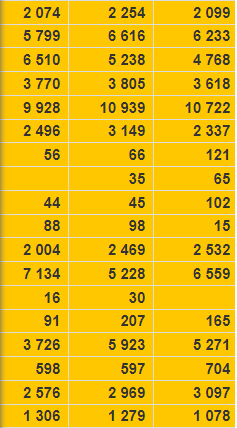 2 074 2 254 2 099
5 799 6 616 6 233
6 510 5 238 4 768
3 770 3 805 3 618
9 928 10 939 10 722
2 496 3 149 2 337
56 66 121
35 65
44 45 102
88 98 15
2 004 2 469 2 532
7 134 5 228 6 559
16 30
91 207 165
3 726 5 923 5 271
598 597 704
2 576 2 969 3 097
1 306 1 279 1 078